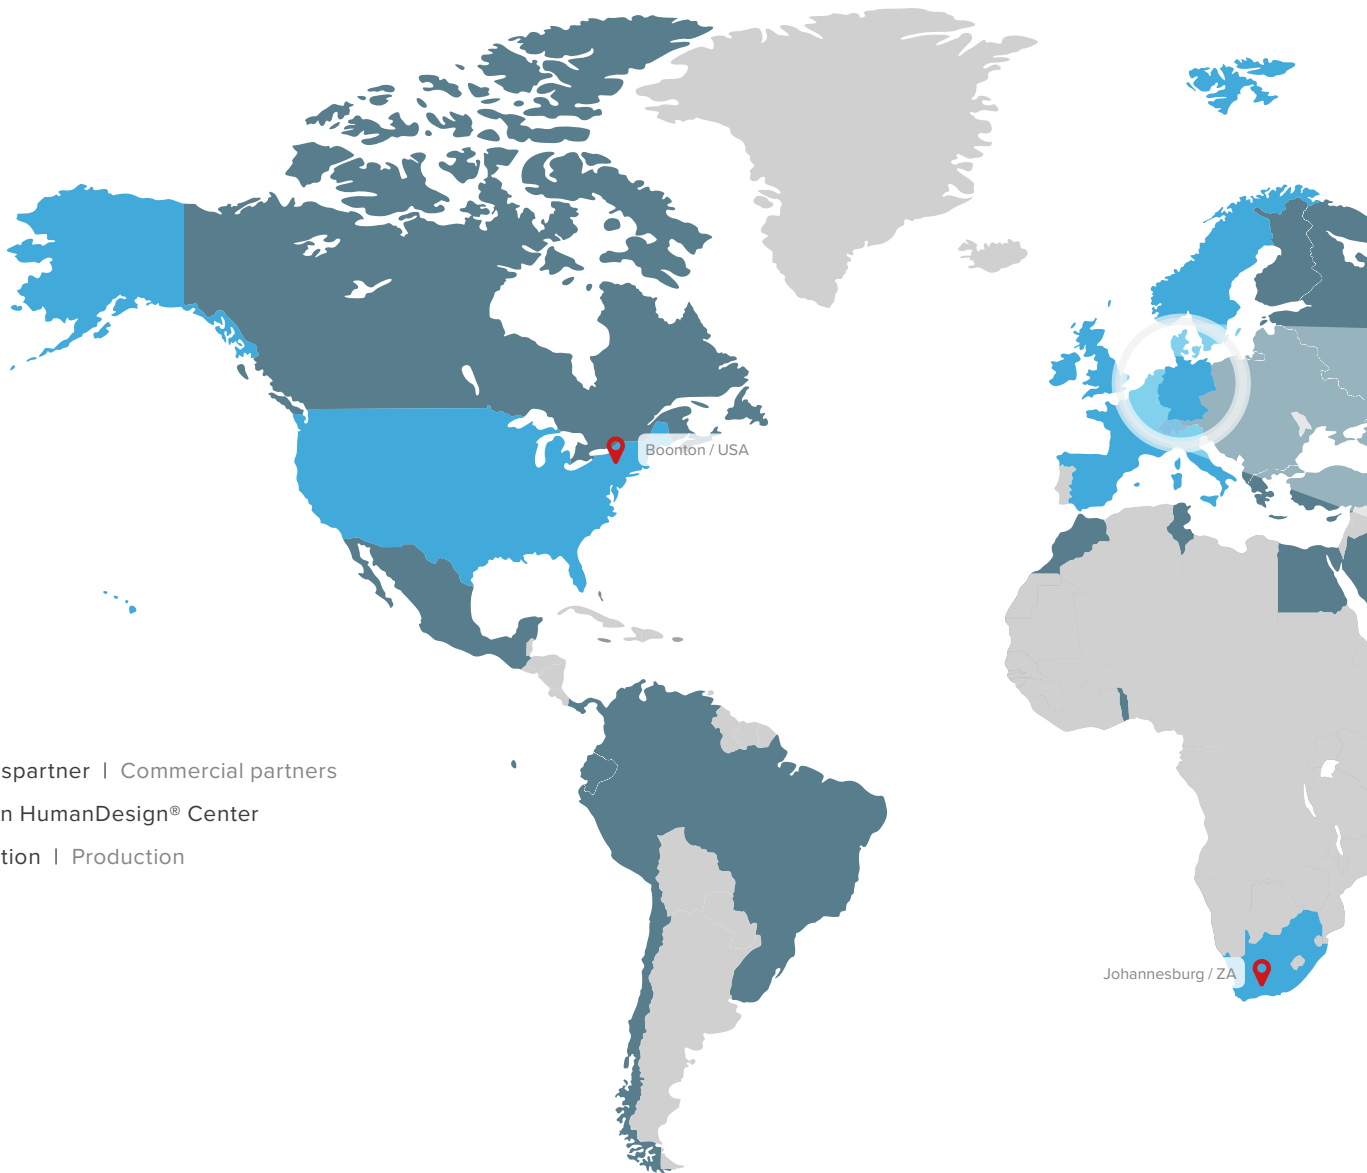 Boonton / USA
spartner | Commercial partners
n HumanDesign® Center
tion | Production
Johannesburg / ZA